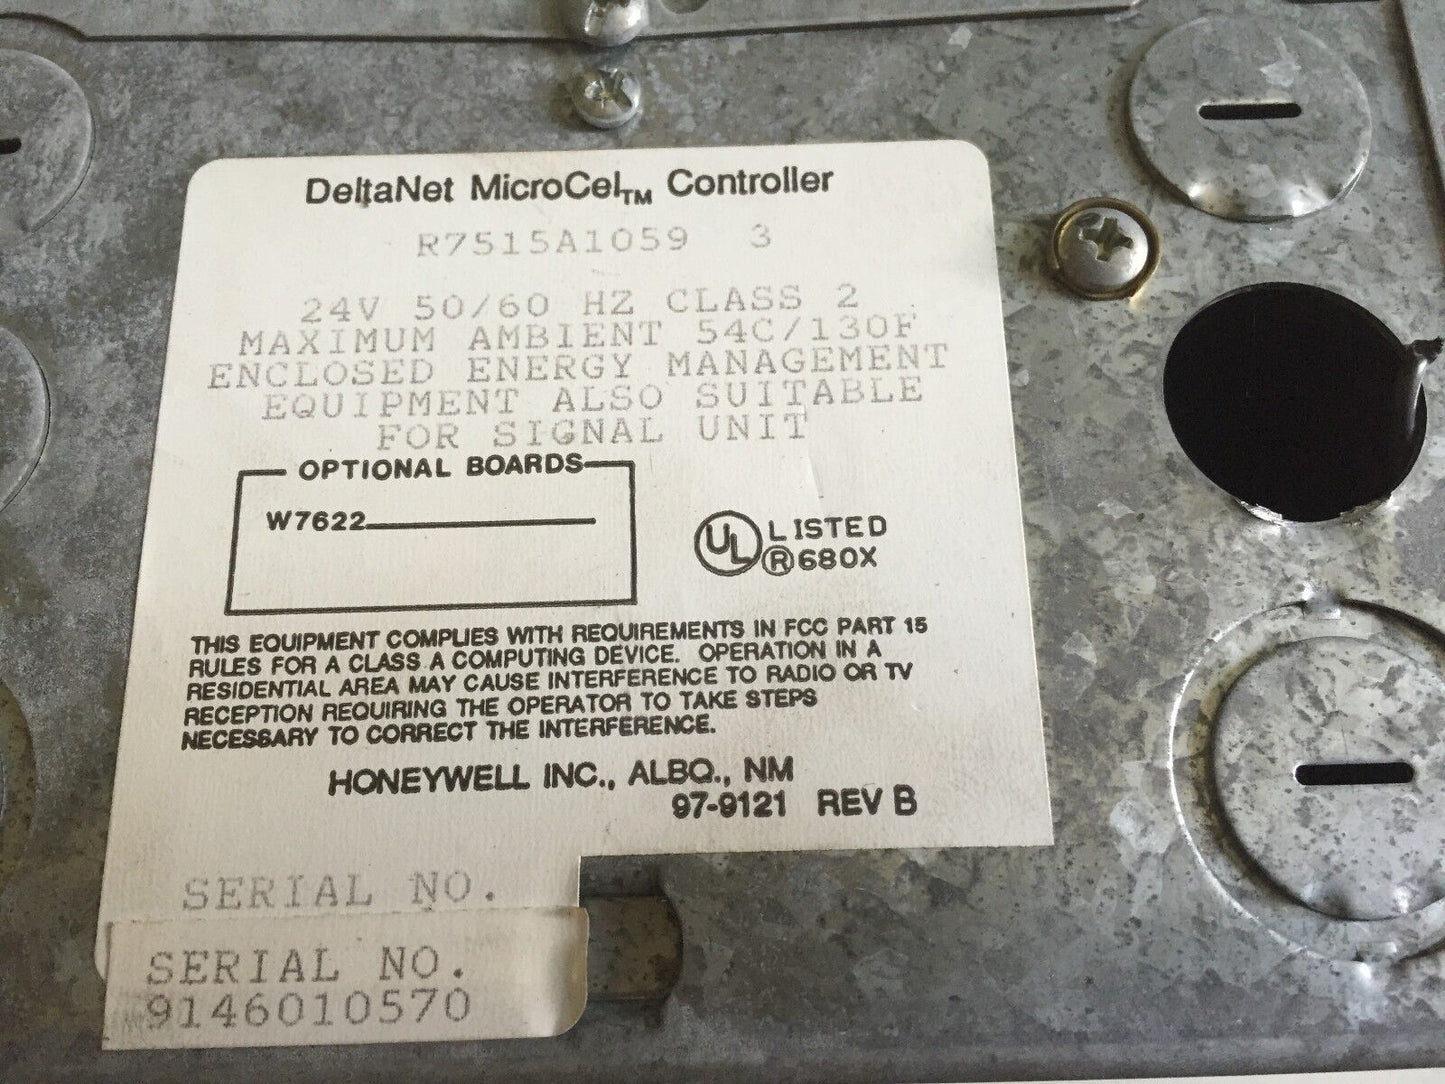 DeltaNet MicroCel™ Controller
R7515A1059 3
24V 50/60 HZ CLASS 2
MAXIMUM AMBIENT 54C/130F
ENCLOSED ENERGY MANAGEMENT
EQUIPMENT ALSO SUITABLE
FOR SIGNAL UNIT
OPTIONAL BOARDS
W7622
UL LISTED
® 680X
THIS EQUIPMENT COMPLIES WITH REQUIREMENTS IN FCC PART 15
RULES FOR A CLASS A COMPUTING DEVICE. OPERATION IN A
RESIDENTIAL AREA MAY CAUSE INTERFERENCE TO RADIO OR TV
RECEPTION REQUIRING THE OPERATOR TO TAKE STEPS
NECESSARY TO CORRECT THE INTERFERENCE.
HONEYWELL INC., ALBQ., NM
97-9121 REV B
SERIAL NO.
SERIAL NO.
9146010570